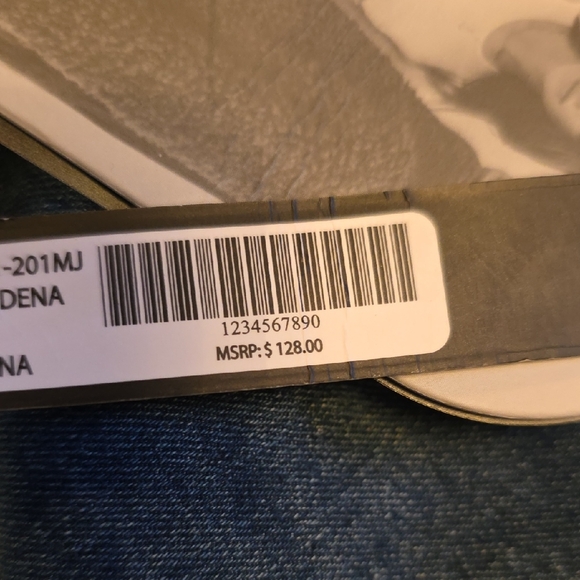 -201MJ
DENA
NA
1234567890
MSRP: $ 128.00